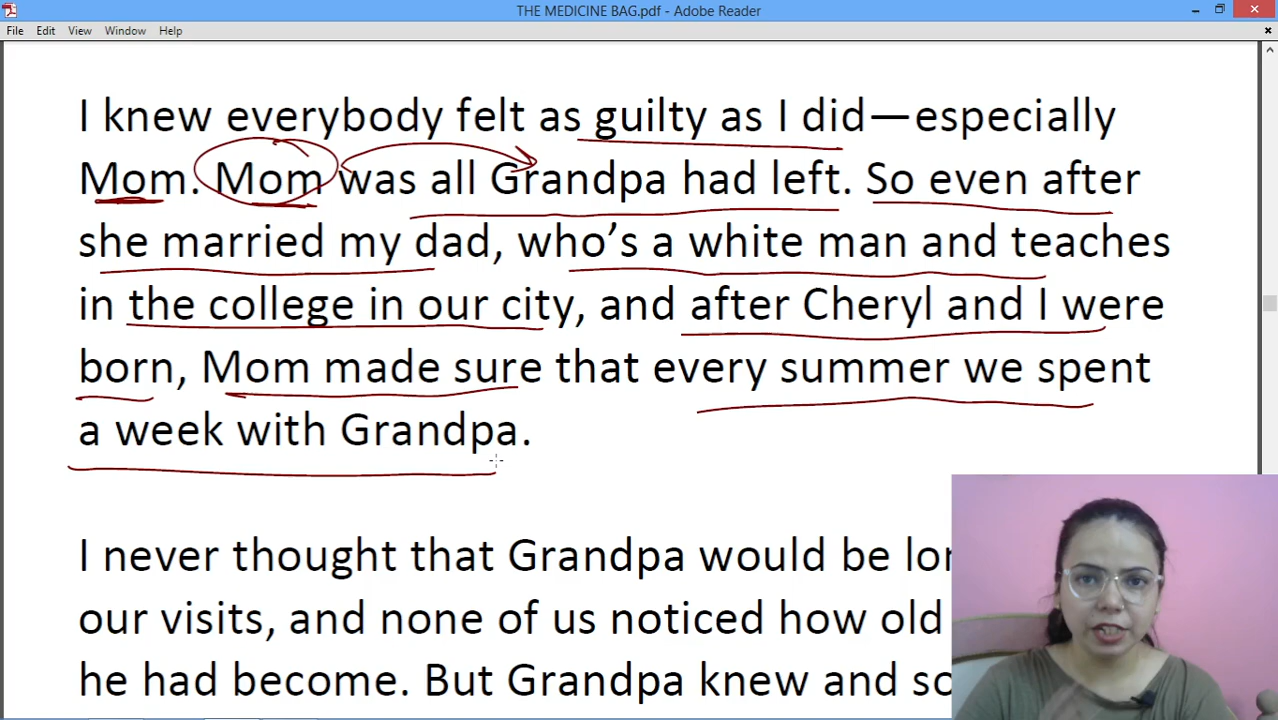 THE MEDICINE BAG.pdf - Adobe Reader
File Edit View Window Help
I knew everybody felt as guilty as I did—especially
Mom. Mom was all Grandpa had left. So even after
she married my dad, who’s a white man and teaches
in the college in our city, and after Cheryl and I were
born, Mom made sure that every summer we spent
a week with Grandpa.
I never thought that Grandpa would be
our visits, and none of us noticed how old
he had become. But Grandpa knew and